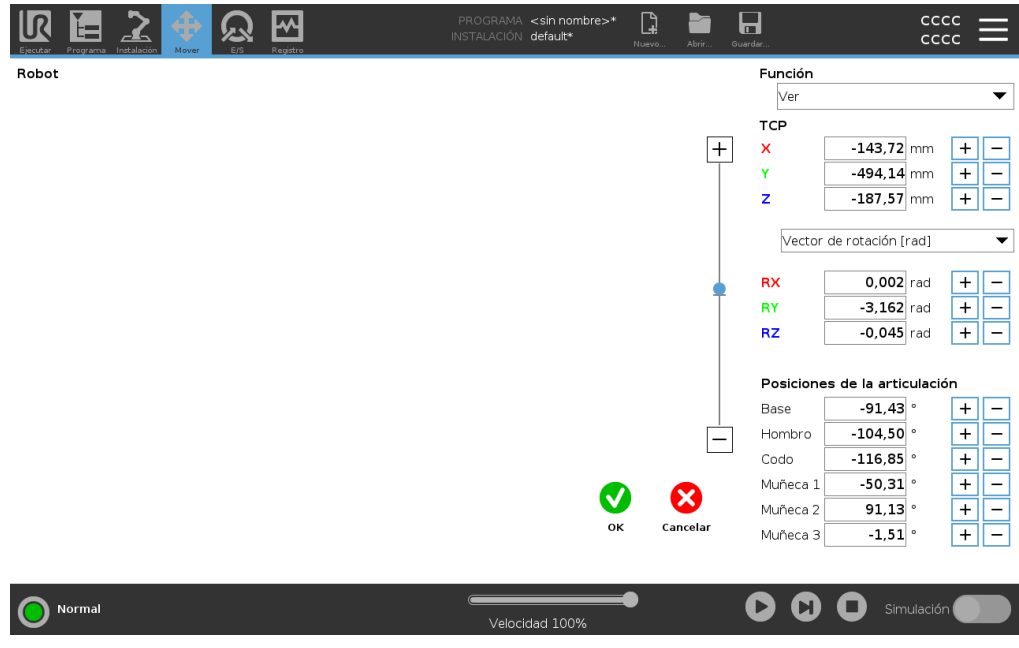 UR
Ejecutar
Programa
Instalación
Mover
E/S
Registro
PROGRAMA <sin nombre>*
INSTALACIÓN default*
Nuevo...
Abrir...
Guardar...
CCCC
CCCC
Robot
Función
Ver
TCP
X -143,72 mm + −
Y -494,14 mm + −
Z -187,57 mm + −
Vector de rotación [rad]
RX 0,002 rad + −
RY -3,162 rad + −
RZ -0,045 rad + −
Posiciones de la articulación
Base -91,43 ° + −
Hombro -104,50 ° + −
Codo -116,85 ° + −
Muñeca 1 -50,31 ° + −
Muñeca 2 91,13 ° + −
Muñeca 3 -1,51 ° + −
+
−
OK
Cancelar
Normal
Velocidad 100%
Simulación